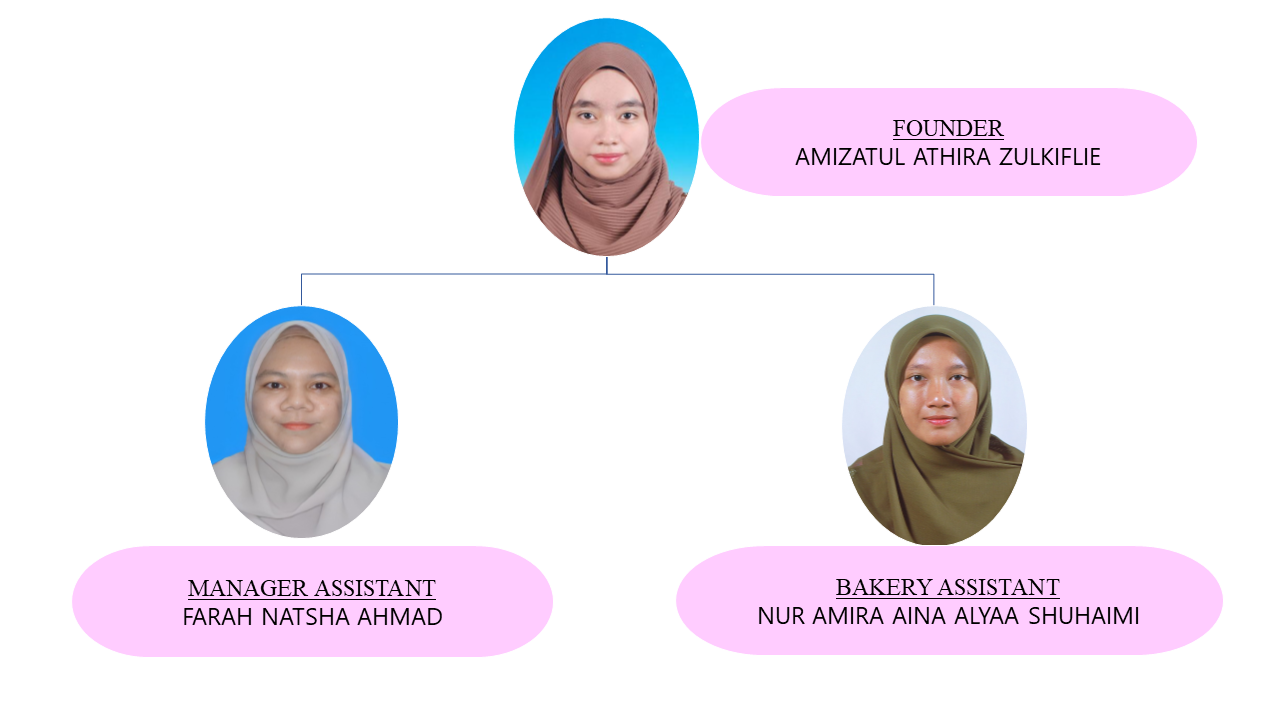 FOUNDER
AMIZATUL ATHIRA ZULKIFLIE
MANAGER ASSISTANT
FARAH NATSHA AHMAD
BAKERY ASSISTANT
NUR AMIRA AINA ALYAA SHUHAIMI